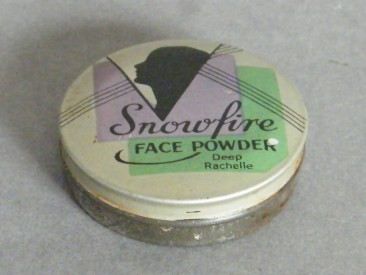 Snowfire
FACE POWDER
Deep
Rachelle